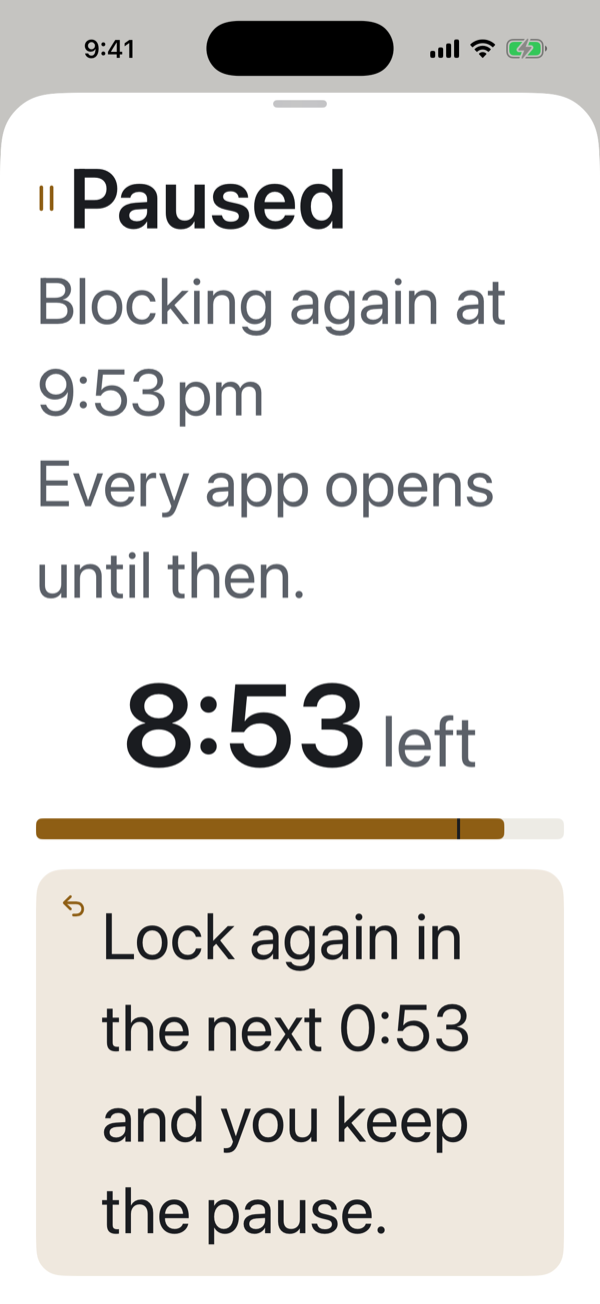 9:41
Paused
Blocking again at
9:53 pm
Every app opens
until then.
8:53 left
Lock again in
the next 0:53
and you keep
the pause.